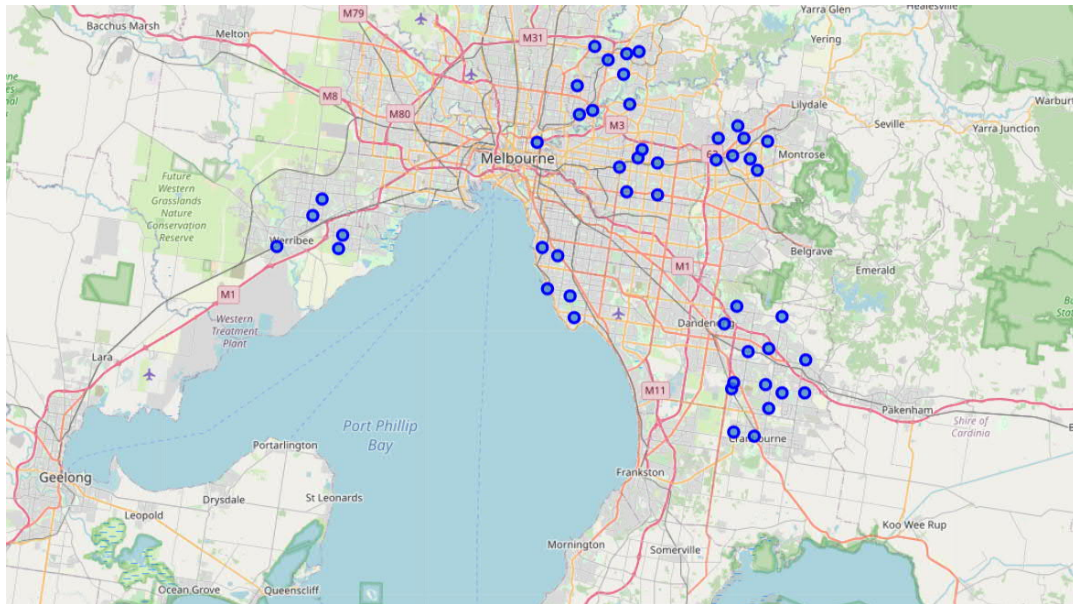 M79
Yarra Glen
Healesville
Bacchus Marsh
Melton
M31
Yering
M8
M80
Lilydale
Warbu
M3
Seville
Yarra Junction
Melbourne
Montrose
Future
Western
Grasslands
Nature
Conservation
Reserve
Werribee
Belgrave
Emerald
M1
M1
Western
Treatment
Plant
Dandenong
Lara
M11
Pakenham
Shire of
Cardinia
Port Phillip
Bay
Portarlington
Cranbourne
Geelong
Frankston
Drysdale
St Leonards
Leopold
Koo Wee Rup
Mornington
Somerville
Ocean Grove
Queenscliff